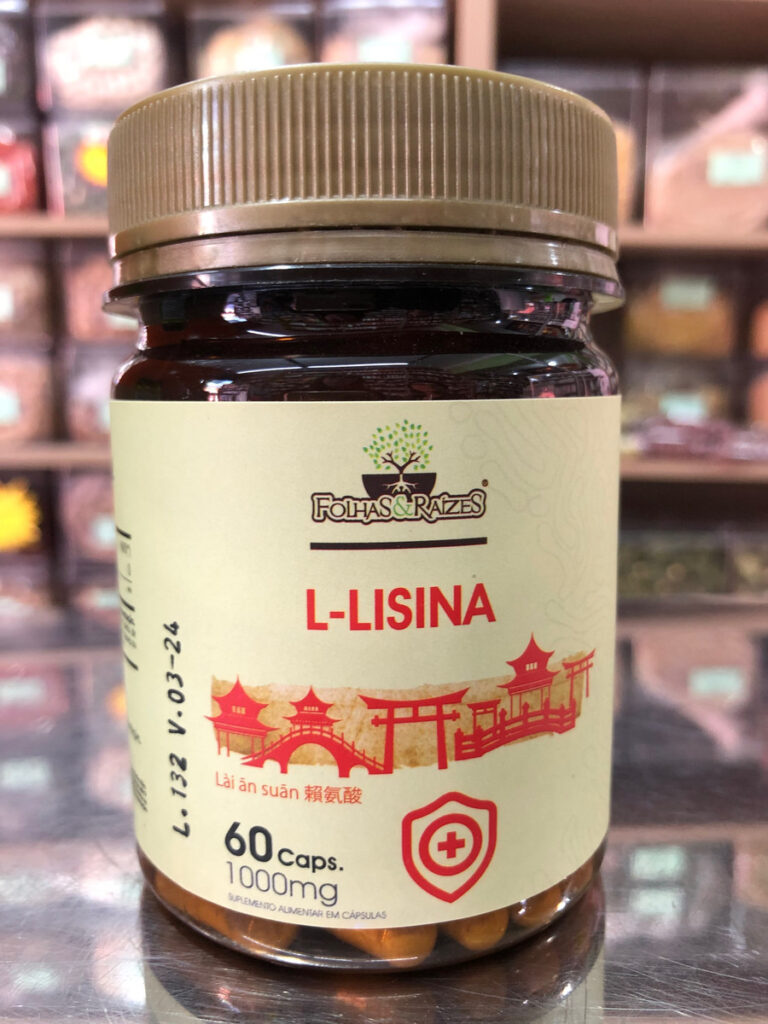 FOLHAS&RAÍZES®
L-LISINA
Lài ān suān 賴氨酸
60 Caps.
1000mg
SUPLEMENTO ALIMENTAR EM CÁPSULAS
L.132 V.03-24